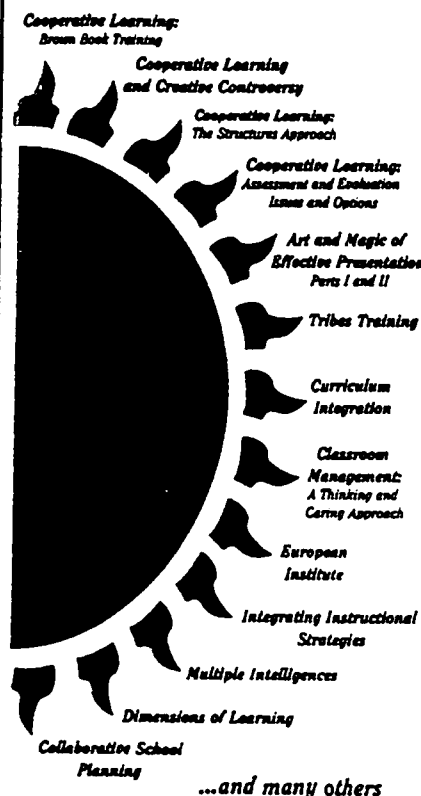 Cooperative Learning:
Brown Book Training
Cooperative Learning
and Creative Controversy
Cooperative Learning:
The Structures Approach
Cooperative Learning:
Assessment and Evaluation
Issues and Options
Art and Magic of
Effective Presentation
Parts I and II
Tribes Training
Curriculum
Integration
Classroom
Management:
A Thinking and
Caring Approach
European
Institute
Integrating Instructional
Strategies
Multiple Intelligences
Dimensions of Learning
Collaborative School
Planning
...and many others